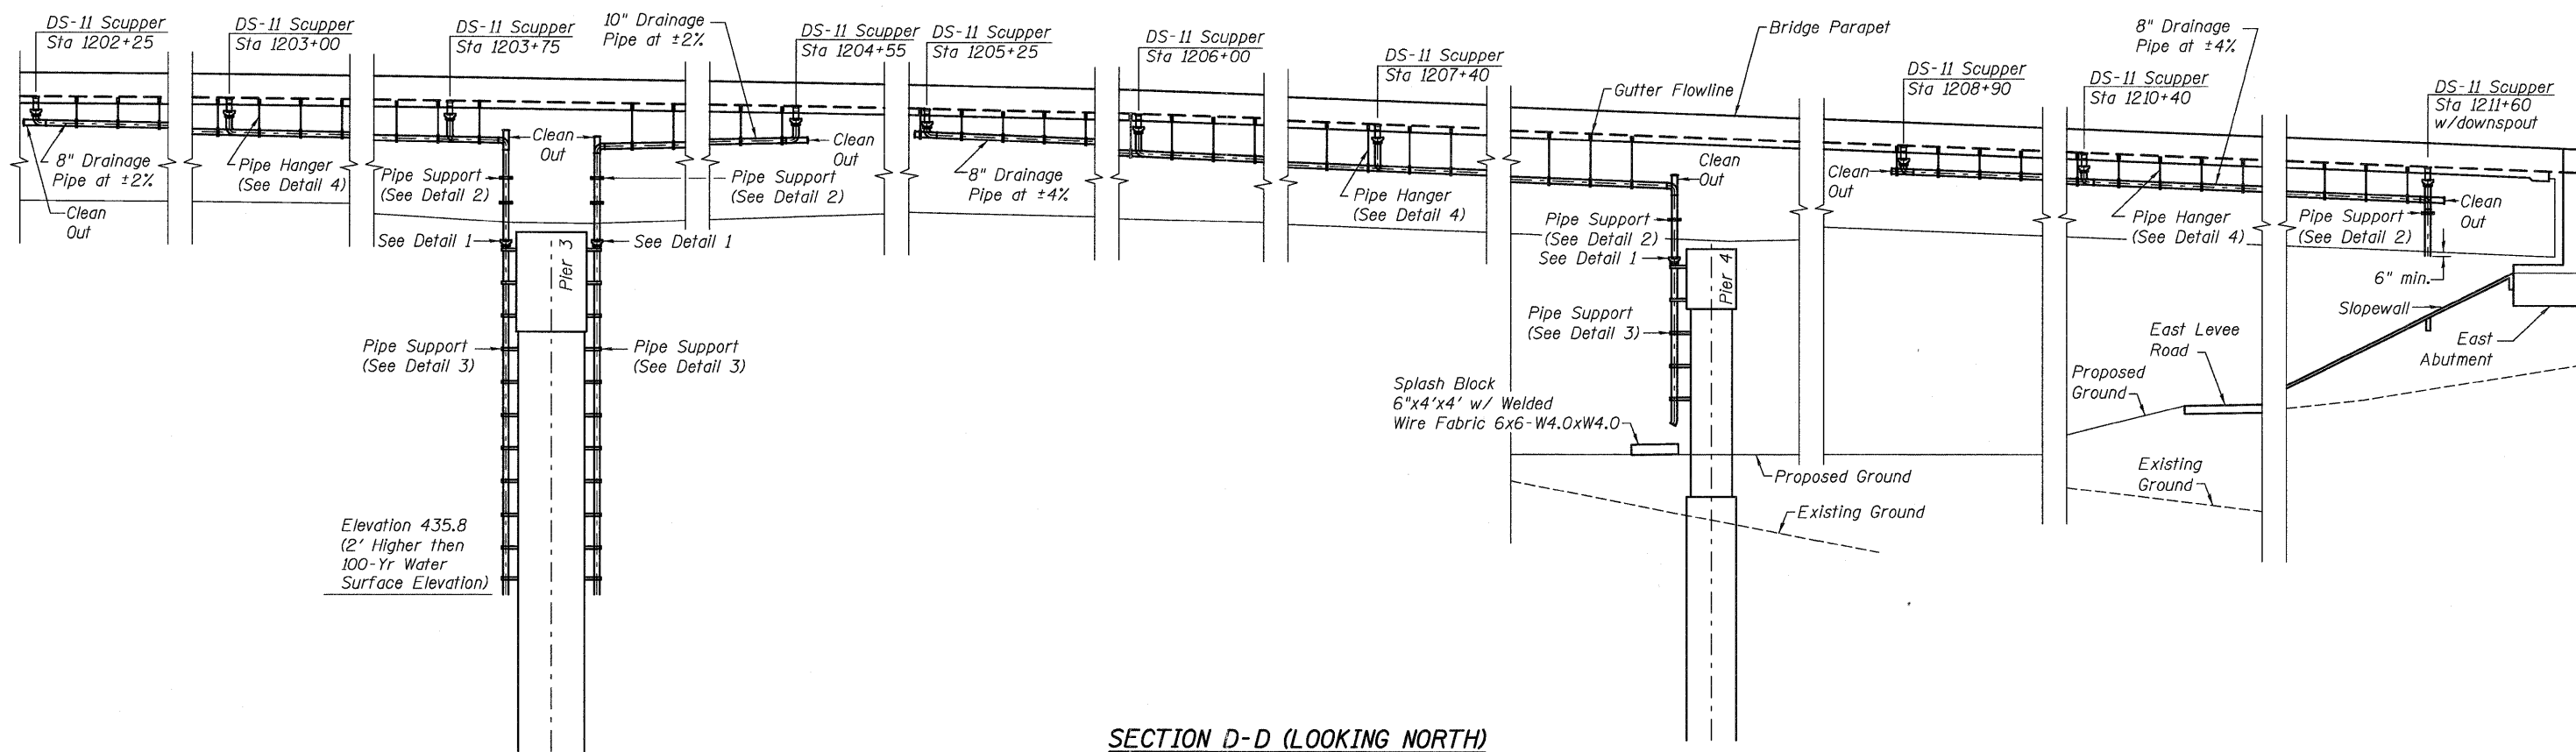 DS-11 Scupper
Sta 1202+25
DS-11 Scupper
Sta 1203+00
DS-11 Scupper
Sta 1203+75
10" Drainage
Pipe at ±2%
DS-11 Scupper
Sta 1204+55
DS-11 Scupper
Sta 1205+25
DS-11 Scupper
Sta 1206+00
DS-11 Scupper
Sta 1207+40
Bridge Parapet
Gutter Flowline
DS-11 Scupper
Sta 1208+90
DS-11 Scupper
Sta 1210+40
8" Drainage
Pipe at ±4%
DS-11 Scupper
Sta 1211+60
w/downspout
8" Drainage
Pipe at ±2%
Clean
Out
Pipe Hanger
(See Detail 4)
Clean
Out
Pipe Support
(See Detail 2)
Pipe Support
(See Detail 2)
Clean
Out
8" Drainage
Pipe at ±4%
Pipe Hanger
(See Detail 4)
Clean
Out
Clean
Out
Pipe Hanger
(See Detail 4)
Pipe Support
(See Detail 2)
Clean
Out
See Detail 1
See Detail 1
Pier 3
Pipe Support
(See Detail 2)
See Detail 1
Pier 4
6" min.
Slopewall
East
Abutment
East Levee
Road
Proposed
Ground
Pipe Support
(See Detail 3)
Pipe Support
(See Detail 3)
Pipe Support
(See Detail 3)
Splash Block
6"x4'x4' w/ Welded
Wire Fabric 6x6-W4.0xW4.0
Proposed Ground
Existing
Ground
Existing Ground
Elevation 435.8
(2' Higher then
100-Yr Water
Surface Elevation)
SECTION D-D (LOOKING NORTH)